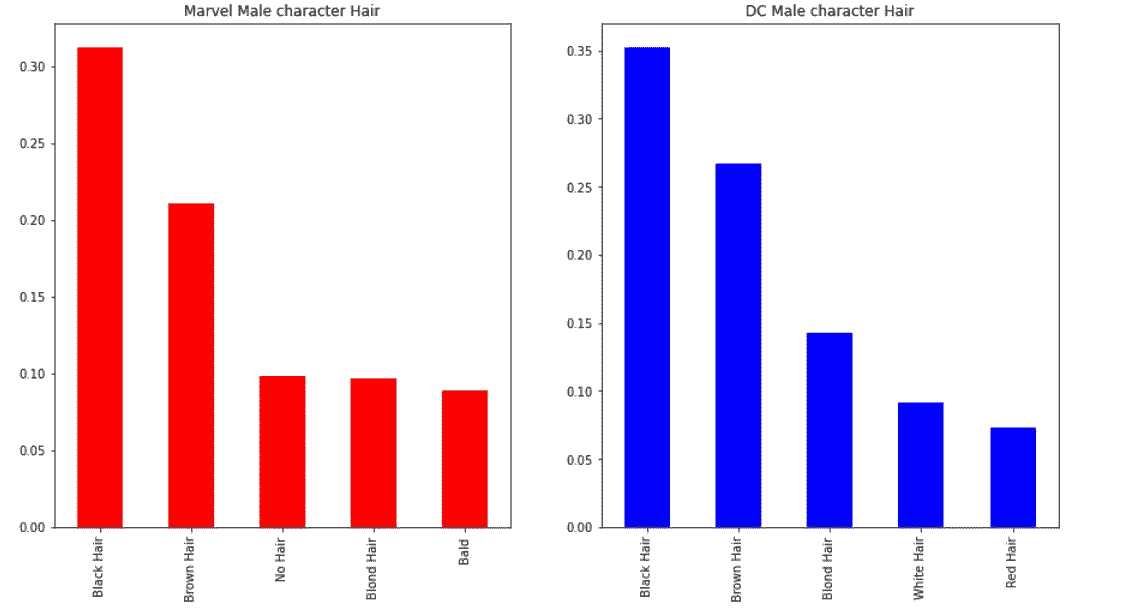 Marvel Male character Hair
0.30
0.25
0.20
0.15
0.10
0.05
0.00
Black Hair
Brown Hair
No Hair
Blond Hair
Bald
DC Male character Hair
0.35
0.30
0.25
0.20
0.15
0.10
0.05
0.00
Black Hair
Brown Hair
Blond Hair
White Hair
Red Hair